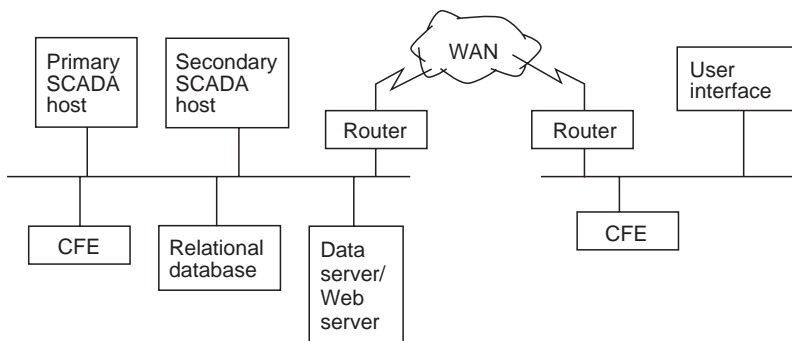 Primary
SCADA
host
Secondary
SCADA
host
WAN
User
interface
Router
Router
CFE
Relational
database
Data
server/
Web
server
CFE